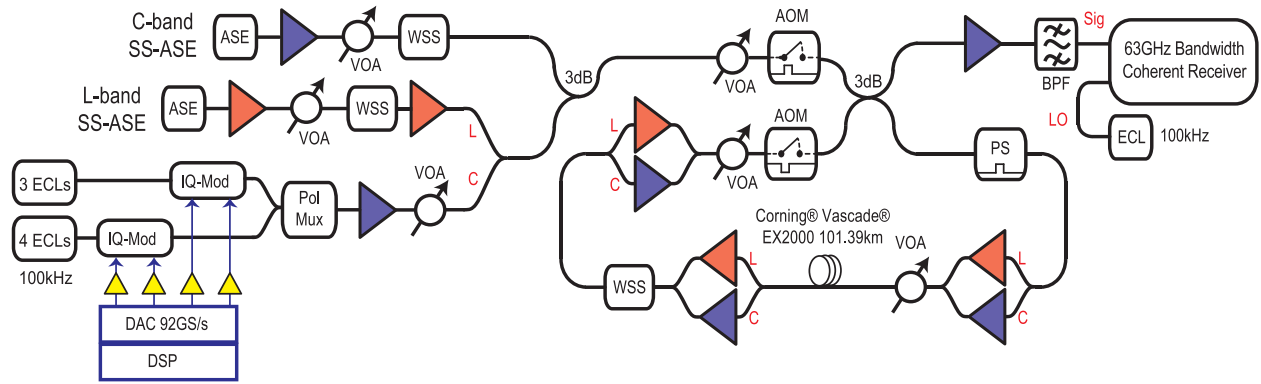 C-band
SS-ASE
ASE
VOA
WSS
L-band
SS-ASE
ASE
VOA
WSS
L
C
3dB
3 ECLs
IQ-Mod
4 ECLs
IQ-Mod
100kHz
Pol
Mux
VOA
DAC 92GS/s
DSP
VOA
AOM
3dB
L
C
VOA
AOM
BPF
Sig
63GHz Bandwidth
Coherent Receiver
LO
ECL
100kHz
PS
WSS
L
C
Corning® Vascade®
EX2000 101.39km
VOA
L
C